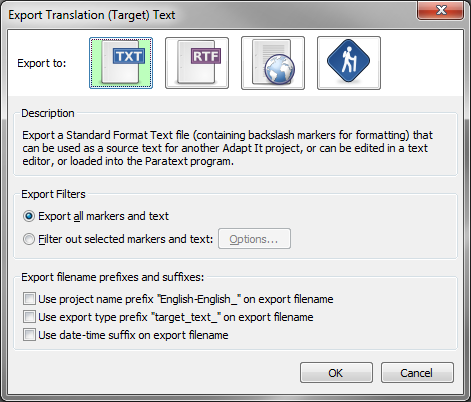 Export Translation (Target) Text
Export to:
TXT
RTF
Description
Export a Standard Format Text file (containing backslash markers for formatting) that
can be used as a source text for another Adapt It project, or can be edited in a text
editor, or loaded into the Paratext program.
Export Filters
Export all markers and text
Filter out selected markers and text:
Options...
Export filename prefixes and suffixes:
Use project name prefix "English-English_" on export filename
Use export type prefix "target_text_" on export filename
Use date-time suffix on export filename
OK
Cancel